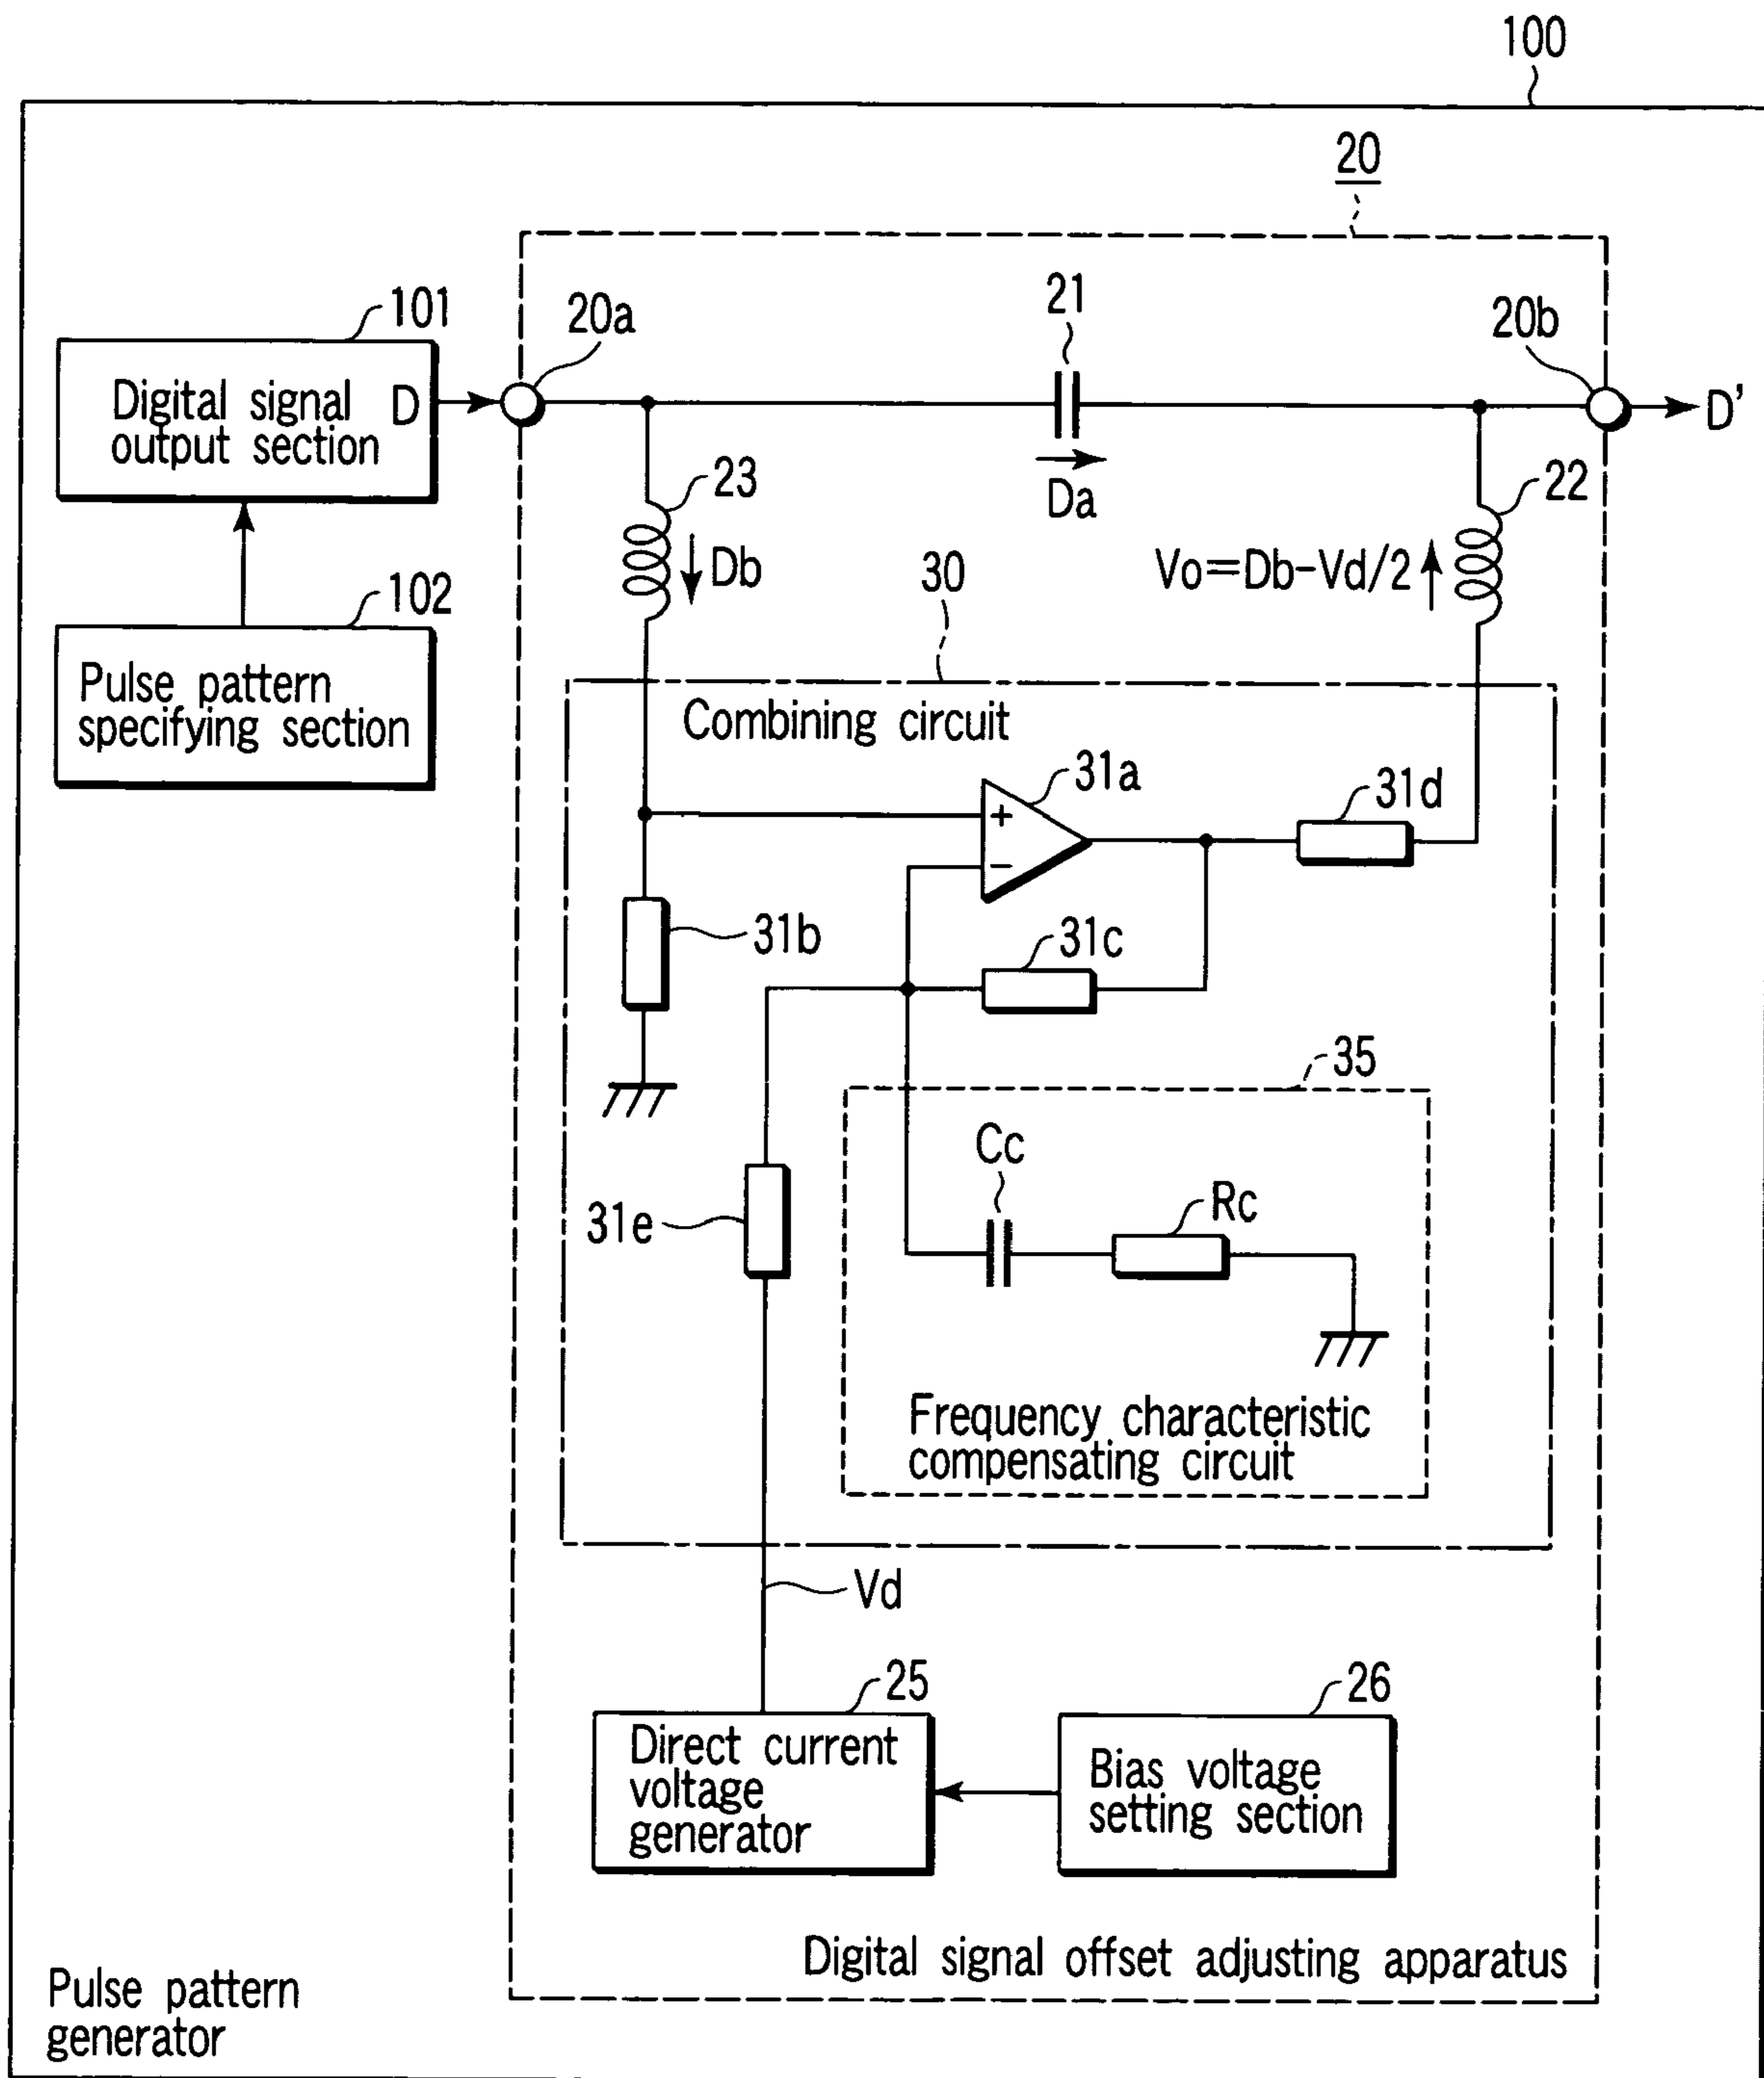 100
20
101
20a
21
20b
Digital signal D
output section
D'
Da
23
22
Db
Vo=Db-Vd/2
30
102
Pulse pattern
specifying section
Combining circuit
31a
31d
+
−
31b
31c
35
Cc
Rc
31e
Frequency characteristic
compensating circuit
Vd
25
26
Direct current
voltage
generator
Bias voltage
setting section
Digital signal offset adjusting apparatus
Pulse pattern
generator